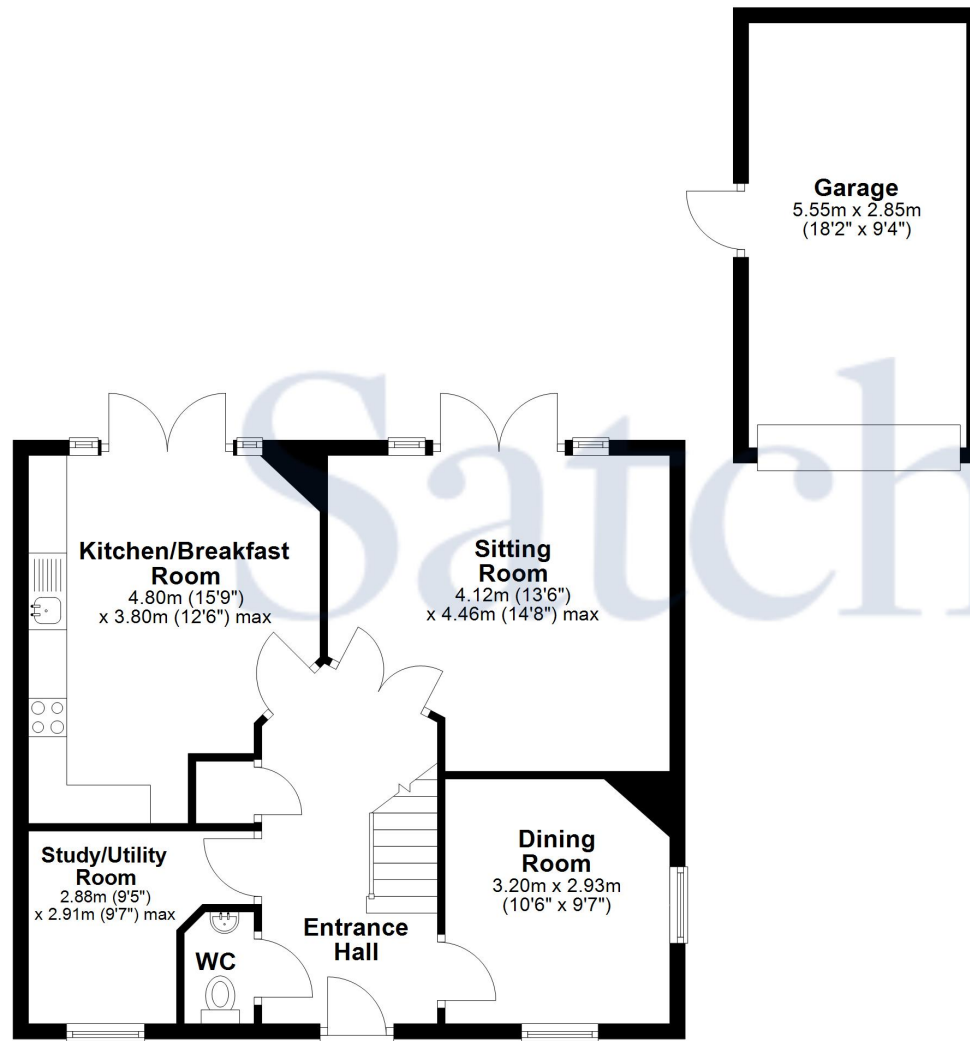 Garage
5.55m x 2.85m
(18'2" x 9'4")
Kitchen/Breakfast
Room
4.80m (15'9")
x 3.80m (12'6") max
Sitting
Room
4.12m (13'6")
x 4.46m (14'8") max
Study/Utility
Room
2.88m (9'5")
x 2.91m (9'7") max
Dining
Room
3.20m x 2.93m
(10'6" x 9'7")
Entrance
Hall
WC
Satch